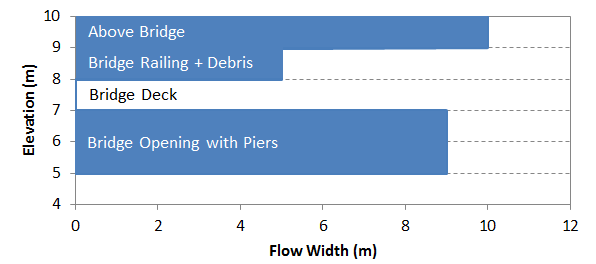 10
Above Bridge
9
Bridge Railing + Debris
8
Bridge Deck
7
Bridge Opening with Piers
6
5
4
0 2 4 6 8 10 12
Elevation (m)
Flow Width (m)